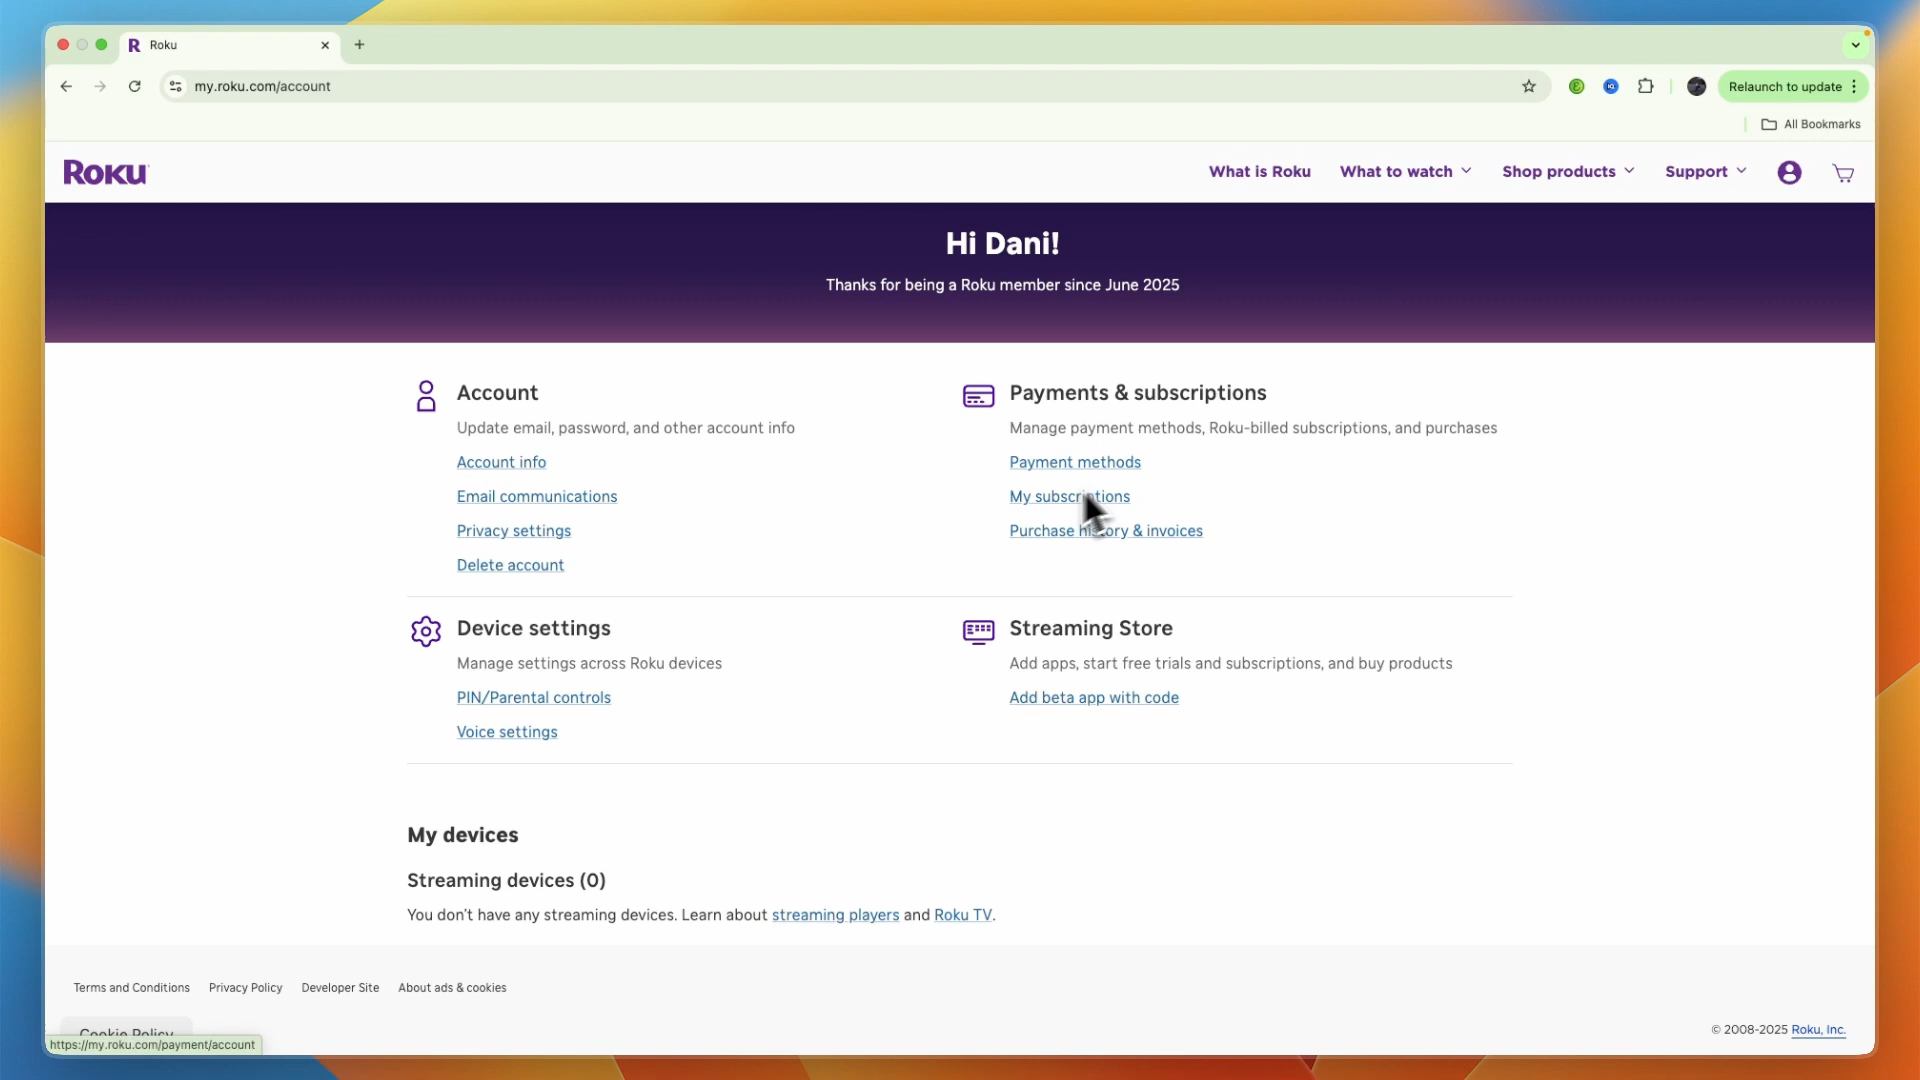 Roku
my.roku.com/account
Relaunch to update
All Bookmarks
Roku
What is Roku
What to watch
Shop products
Support
Hi Dani!
Thanks for being a Roku member since June 2025
Account
Update email, password, and other account info
Account info
Email communications
Privacy settings
Delete account
Payments & subscriptions
Manage payment methods, Roku-billed subscriptions, and purchases
Payment methods
My subscriptions
Purchase history & invoices
Device settings
Manage settings across Roku devices
PIN/Parental controls
Voice settings
Streaming Store
Add apps, start free trials and subscriptions, and buy products
Add beta app with code
My devices
Streaming devices (0)
You don't have any streaming devices. Learn about streaming players and Roku TV.
Terms and Conditions
Privacy Policy
Developer Site
About ads & cookies
Cookie Policy
© 2008-2025 Roku, Inc.
https://my.roku.com/payment/account